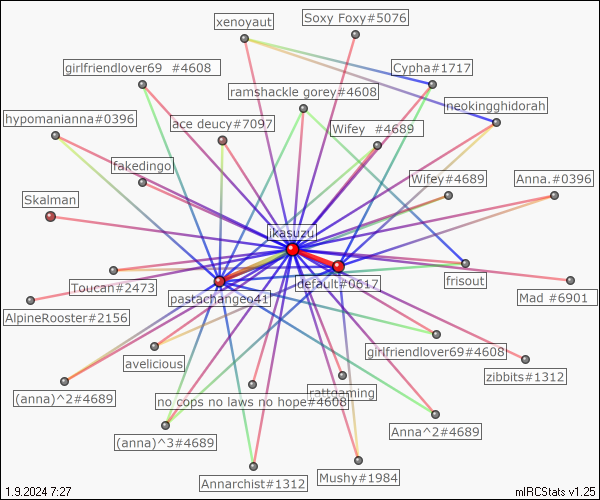 xenoyaut
Soxy Foxy#5076
girlfriendlover69 #4608
Cypha#1717
ramshackle gorey#4608
neokingghidorah
hypomanianna#0396
ace deucy#7097
Wifey #4689
fakedingo
Wifey#4689
Anna.#0396
Skalman
jkasuzu
Toucan#2473
default#0617
frisout
pastachangeo41
Mad #6901
AlpineRooster#2156
avelicious
girlfriendlover69#4608
zibbits#1312
(anna)^2#4689
rattgaming
no cops no laws no hope#4608
(anna)^3#4689
Anna^2#4689
Annarchist#1312
Mushy#1984
1.9.2024 7:27
mIRCStats v1.25